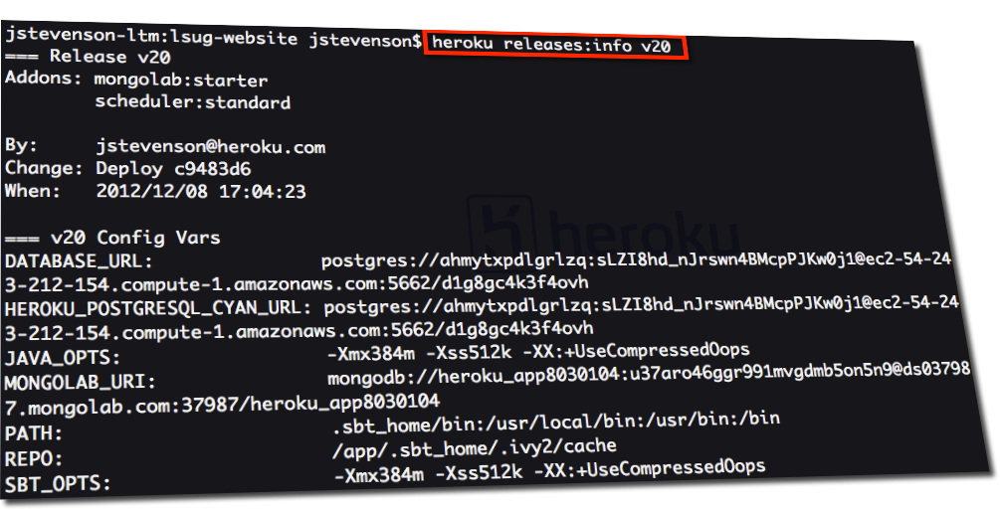 jstevenson-ltm:lsug-website jstevenson$ heroku releases:info v20
=== Release v20
Addons: mongolab:starter
scheduler:standard
By: jstevenson@heroku.com
Change: Deploy c9483d6
When: 2012/12/08 17:04:23
heroku
=== v20 Config Vars
DATABASE_URL: postgres://ahmytxpdlgrlzq:sLZI8hd_nJrswn4BMcpPJKw0j1@ec2-54-24
3-212-154.compute-1.amazonaws.com:5662/d1g8gc4k3f4ovh
HEROKU_POSTGRESQL_CYAN_URL: postgres://ahmytxpdlgrlzq:sLZI8hd_nJrswn4BMcpPJKw0j1@ec2-54-24
3-212-154.compute-1.amazonaws.com:5662/d1g8gc4k3f4ovh
JAVA_OPTS: -Xmx384m -Xss512k -XX:+UseCompressedOops
MONGOLAB_URI: mongodb://heroku_app8030104:u37aro46ggr991mvgdmb5on5n9@ds03798
7.mongolab.com:37987/heroku_app8030104
PATH: .sbt_home/bin:/usr/local/bin:/usr/bin:/bin
REPO: /app/.sbt_home/.ivy2/cache
SBT_OPTS: -Xmx384m -Xss512k -XX:+UseCompressedOops